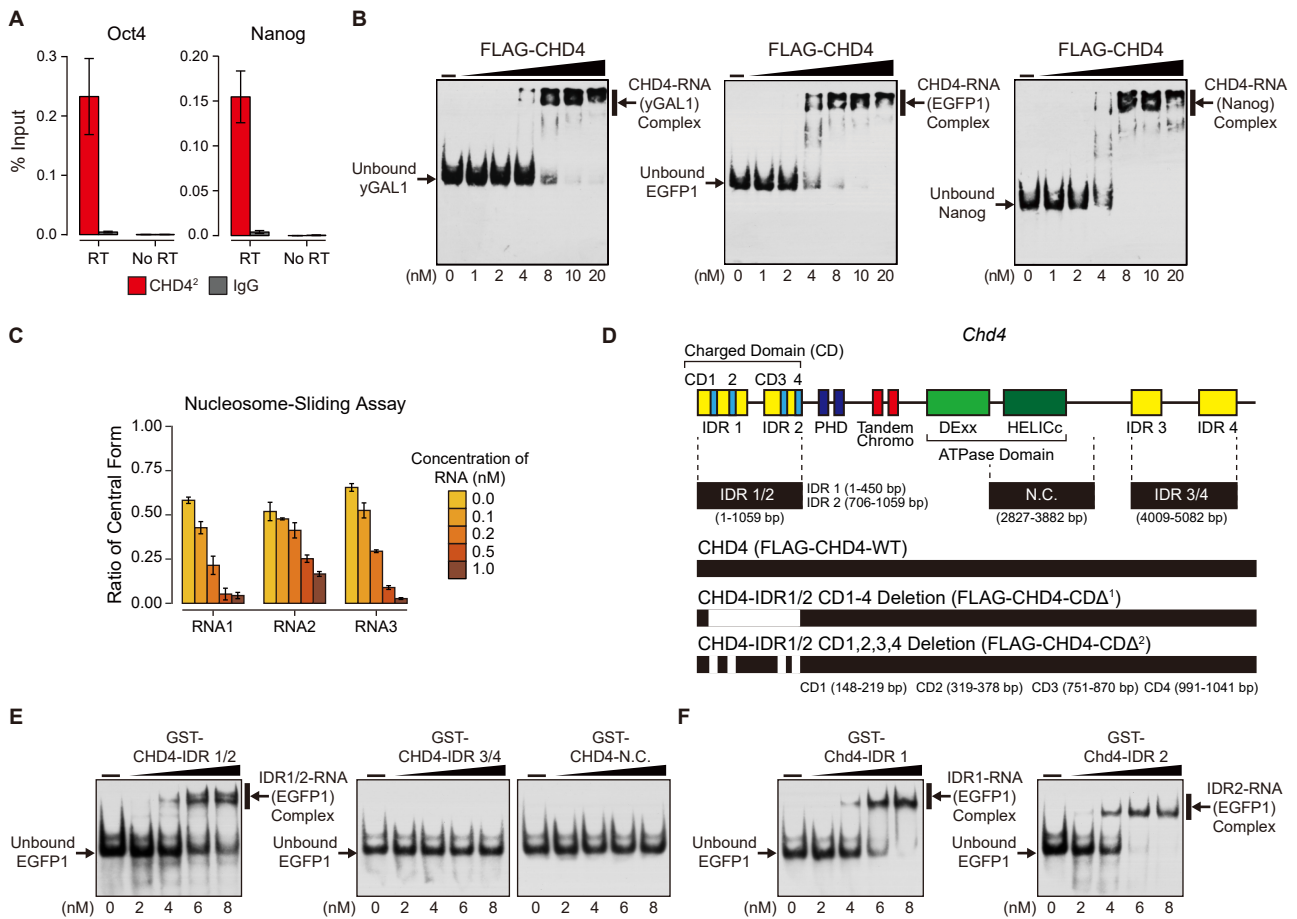 A
Oct4
Nanog
% Input
0.3
0.2
0.1
0.0
0.20
0.15
0.10
0.05
0.0
RT
No RT
RT
No RT
CHD4²
IgG
B
FLAG-CHD4
CHD4-RNA
(yGAL1)
Complex
Unbound
yGAL1
(nM) 0 1 2 4 8 10 20
FLAG-CHD4
CHD4-RNA
(EGFP1)
Complex
Unbound
EGFP1
(nM) 0 1 2 4 8 10 20
FLAG-CHD4
CHD4-RNA
(Nanog)
Complex
Unbound
Nanog
(nM) 0 1 2 4 8 10 20
C
Nucleosome-Sliding Assay
Ratio of Central Form
1.00
0.75
0.50
0.25
0.00
RNA1
RNA2
RNA3
Concentration of
RNA (nM)
0.0
0.1
0.2
0.5
1.0
D
Chd4
Charged Domain (CD)
CD1 2 CD3 4
IDR 1
IDR 2
PHD
Tandem
Chromo
DExx
HELICc
IDR 3
IDR 4
ATPase Domain
IDR 1/2
(1-1059 bp)
IDR 1 (1-450 bp)
IDR 2 (706-1059 bp)
N.C.
(2827-3882 bp)
IDR 3/4
(4009-5082 bp)
CHD4 (FLAG-CHD4-WT)
CHD4-IDR1/2 CD1-4 Deletion (FLAG-CHD4-CDΔ¹)
CHD4-IDR1/2 CD1,2,3,4 Deletion (FLAG-CHD4-CDΔ²)
CD1 (148-219 bp) CD2 (319-378 bp) CD3 (751-870 bp) CD4 (991-1041 bp)
E
GST-
CHD4-IDR 1/2
IDR1/2-RNA
(EGFP1)
Complex
Unbound
EGFP1
(nM) 0 2 4 6 8
GST-
CHD4-IDR 3/4
Unbound
EGFP1
0 2 4 6 8
GST-
CHD4-N.C.
0 2 4 6 8
F
GST-
Chd4-IDR 1
IDR1-RNA
(EGFP1)
Complex
Unbound
EGFP1
(nM) 0 2 4 6 8
GST-
Chd4-IDR 2
IDR2-RNA
(EGFP1)
Complex
Unbound
EGFP1
(nM) 0 2 4 6 8